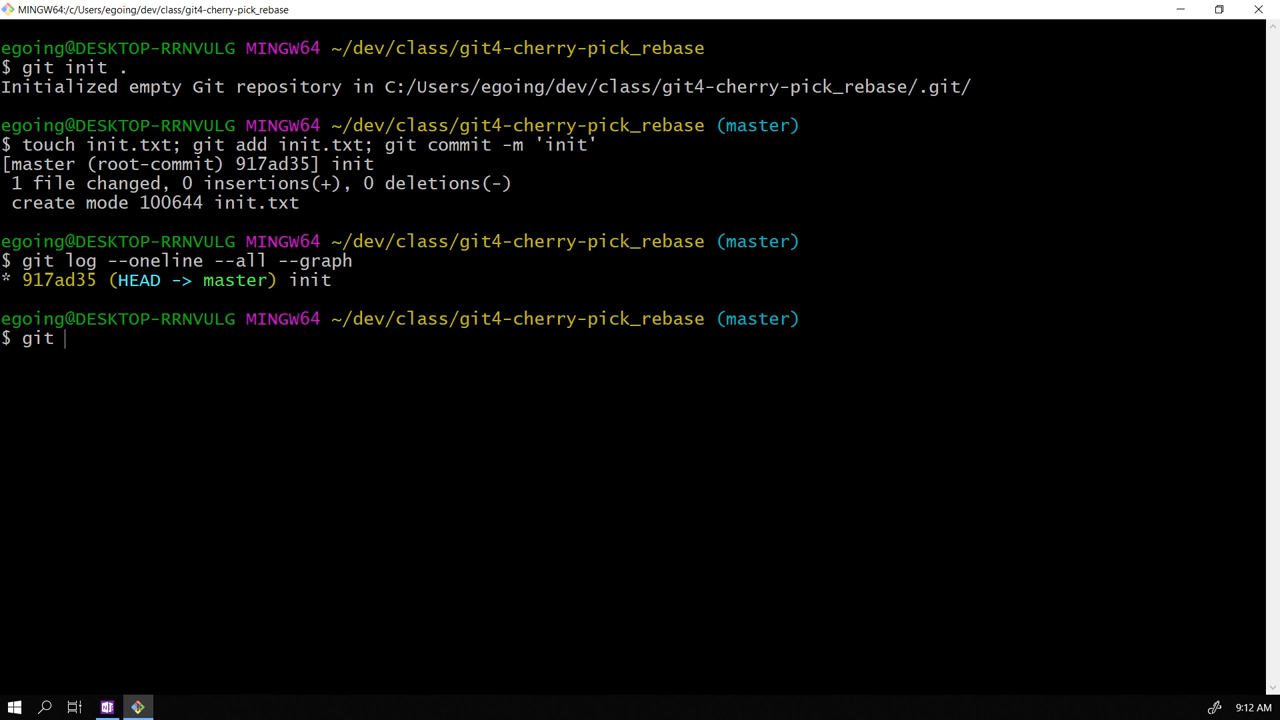 MINGW64:/c/Users/egoing/dev/class/git4-cherry-pick_rebase
egoing@DESKTOP-RRNVULG MINGW64 ~/dev/class/git4-cherry-pick_rebase
$ git init .
Initialized empty Git repository in C:/Users/egoing/dev/class/git4-cherry-pick_rebase/.git/
egoing@DESKTOP-RRNVULG MINGW64 ~/dev/class/git4-cherry-pick_rebase (master)
$ touch init.txt; git add init.txt; git commit -m 'init'
[master (root-commit) 917ad35] init
1 file changed, 0 insertions(+), 0 deletions(-)
create mode 100644 init.txt
egoing@DESKTOP-RRNVULG MINGW64 ~/dev/class/git4-cherry-pick_rebase (master)
$ git log --oneline --all --graph
* 917ad35 (HEAD -> master) init
egoing@DESKTOP-RRNVULG MINGW64 ~/dev/class/git4-cherry-pick_rebase (master)
$ git
9:12 AM